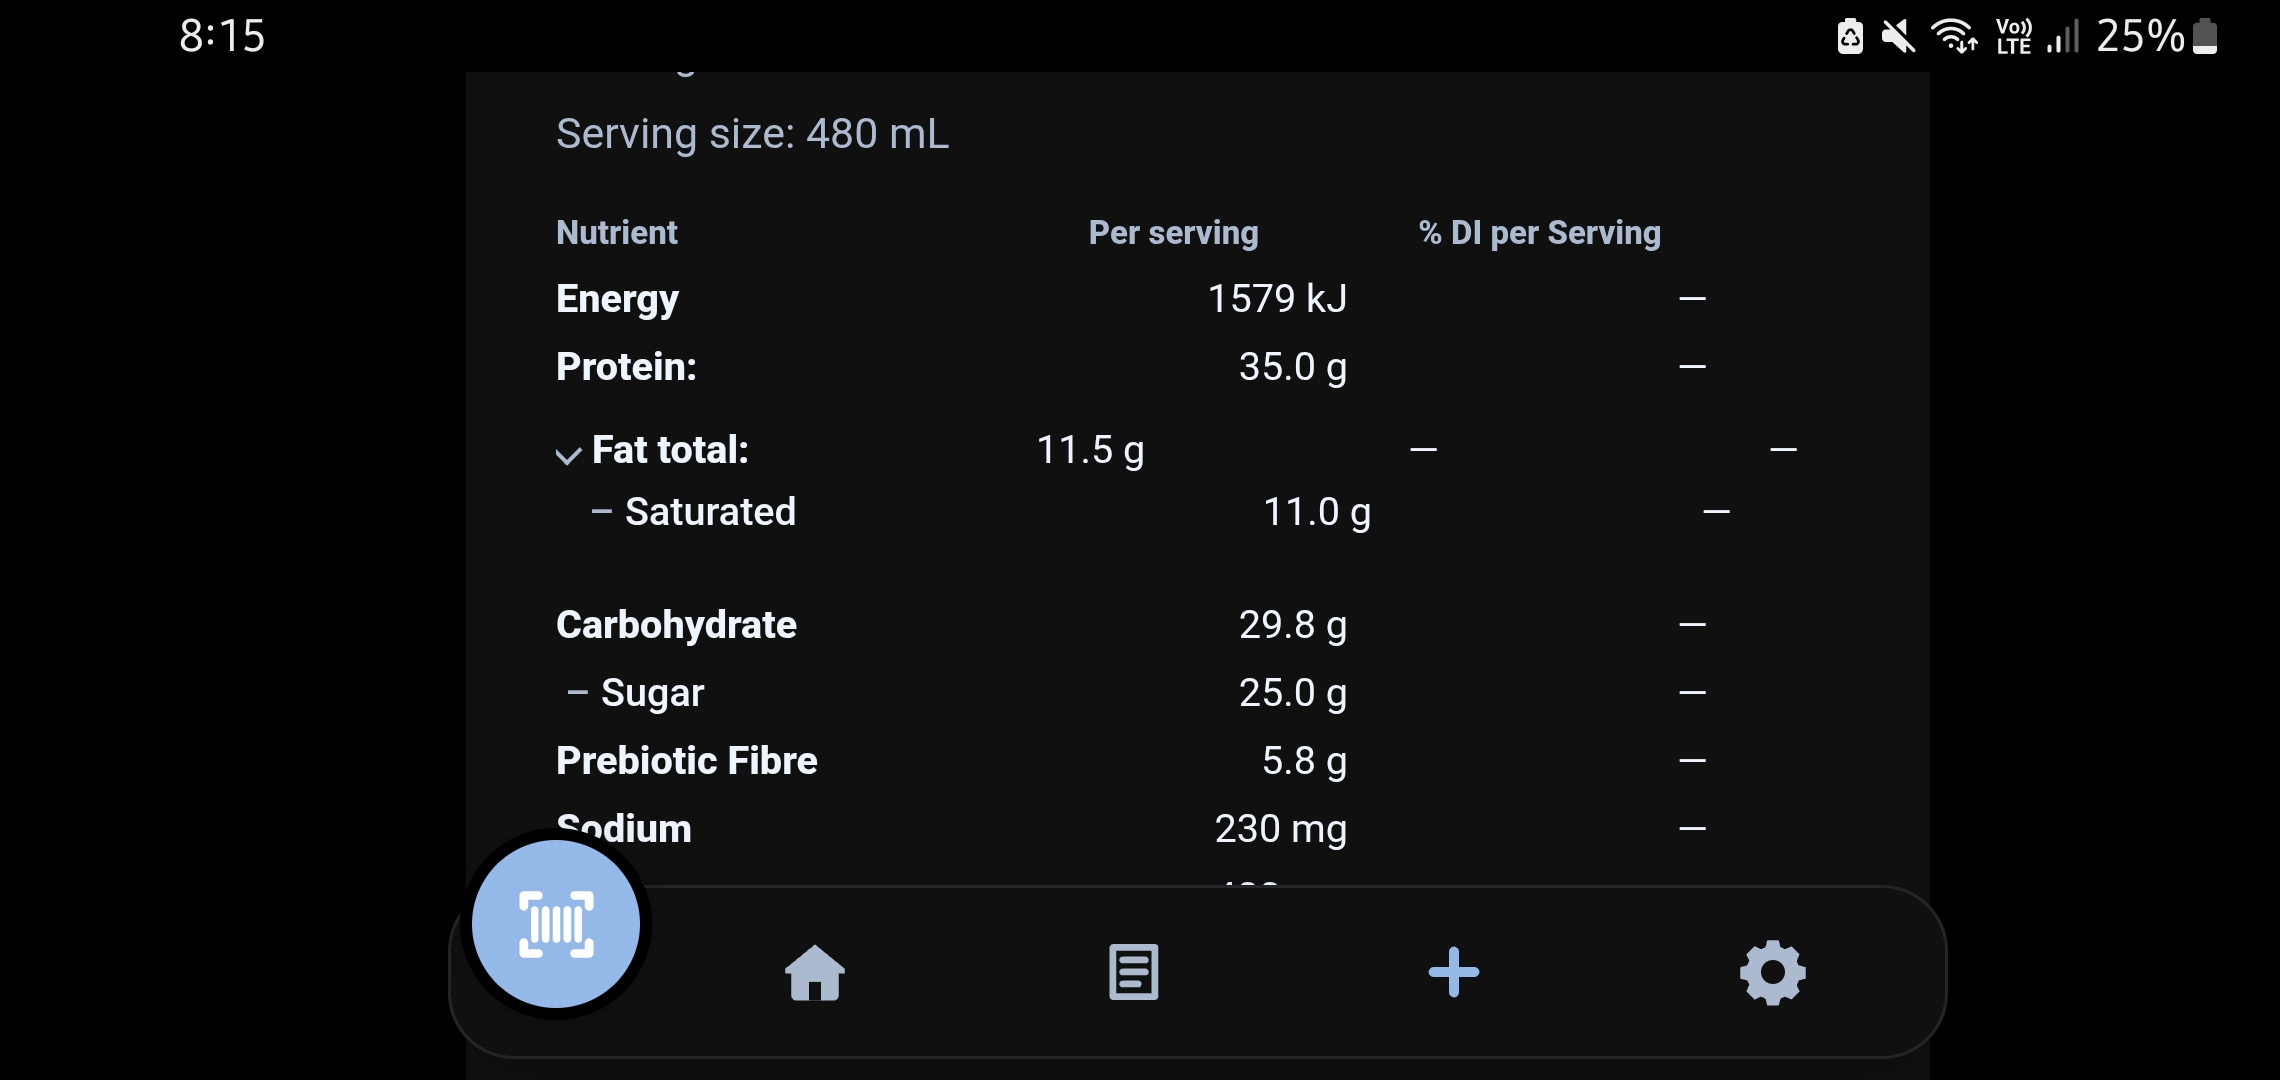 8:15
Vo)) LTE 25%
Serving size: 480 mL
Nutrient Per serving % DI per Serving
Energy 1579 kJ —
Protein: 35.0 g —
Fat total: 11.5 g — —
– Saturated 11.0 g —
Carbohydrate 29.8 g —
– Sugar 25.0 g —
Prebiotic Fibre 5.8 g —
Sodium 230 mg —